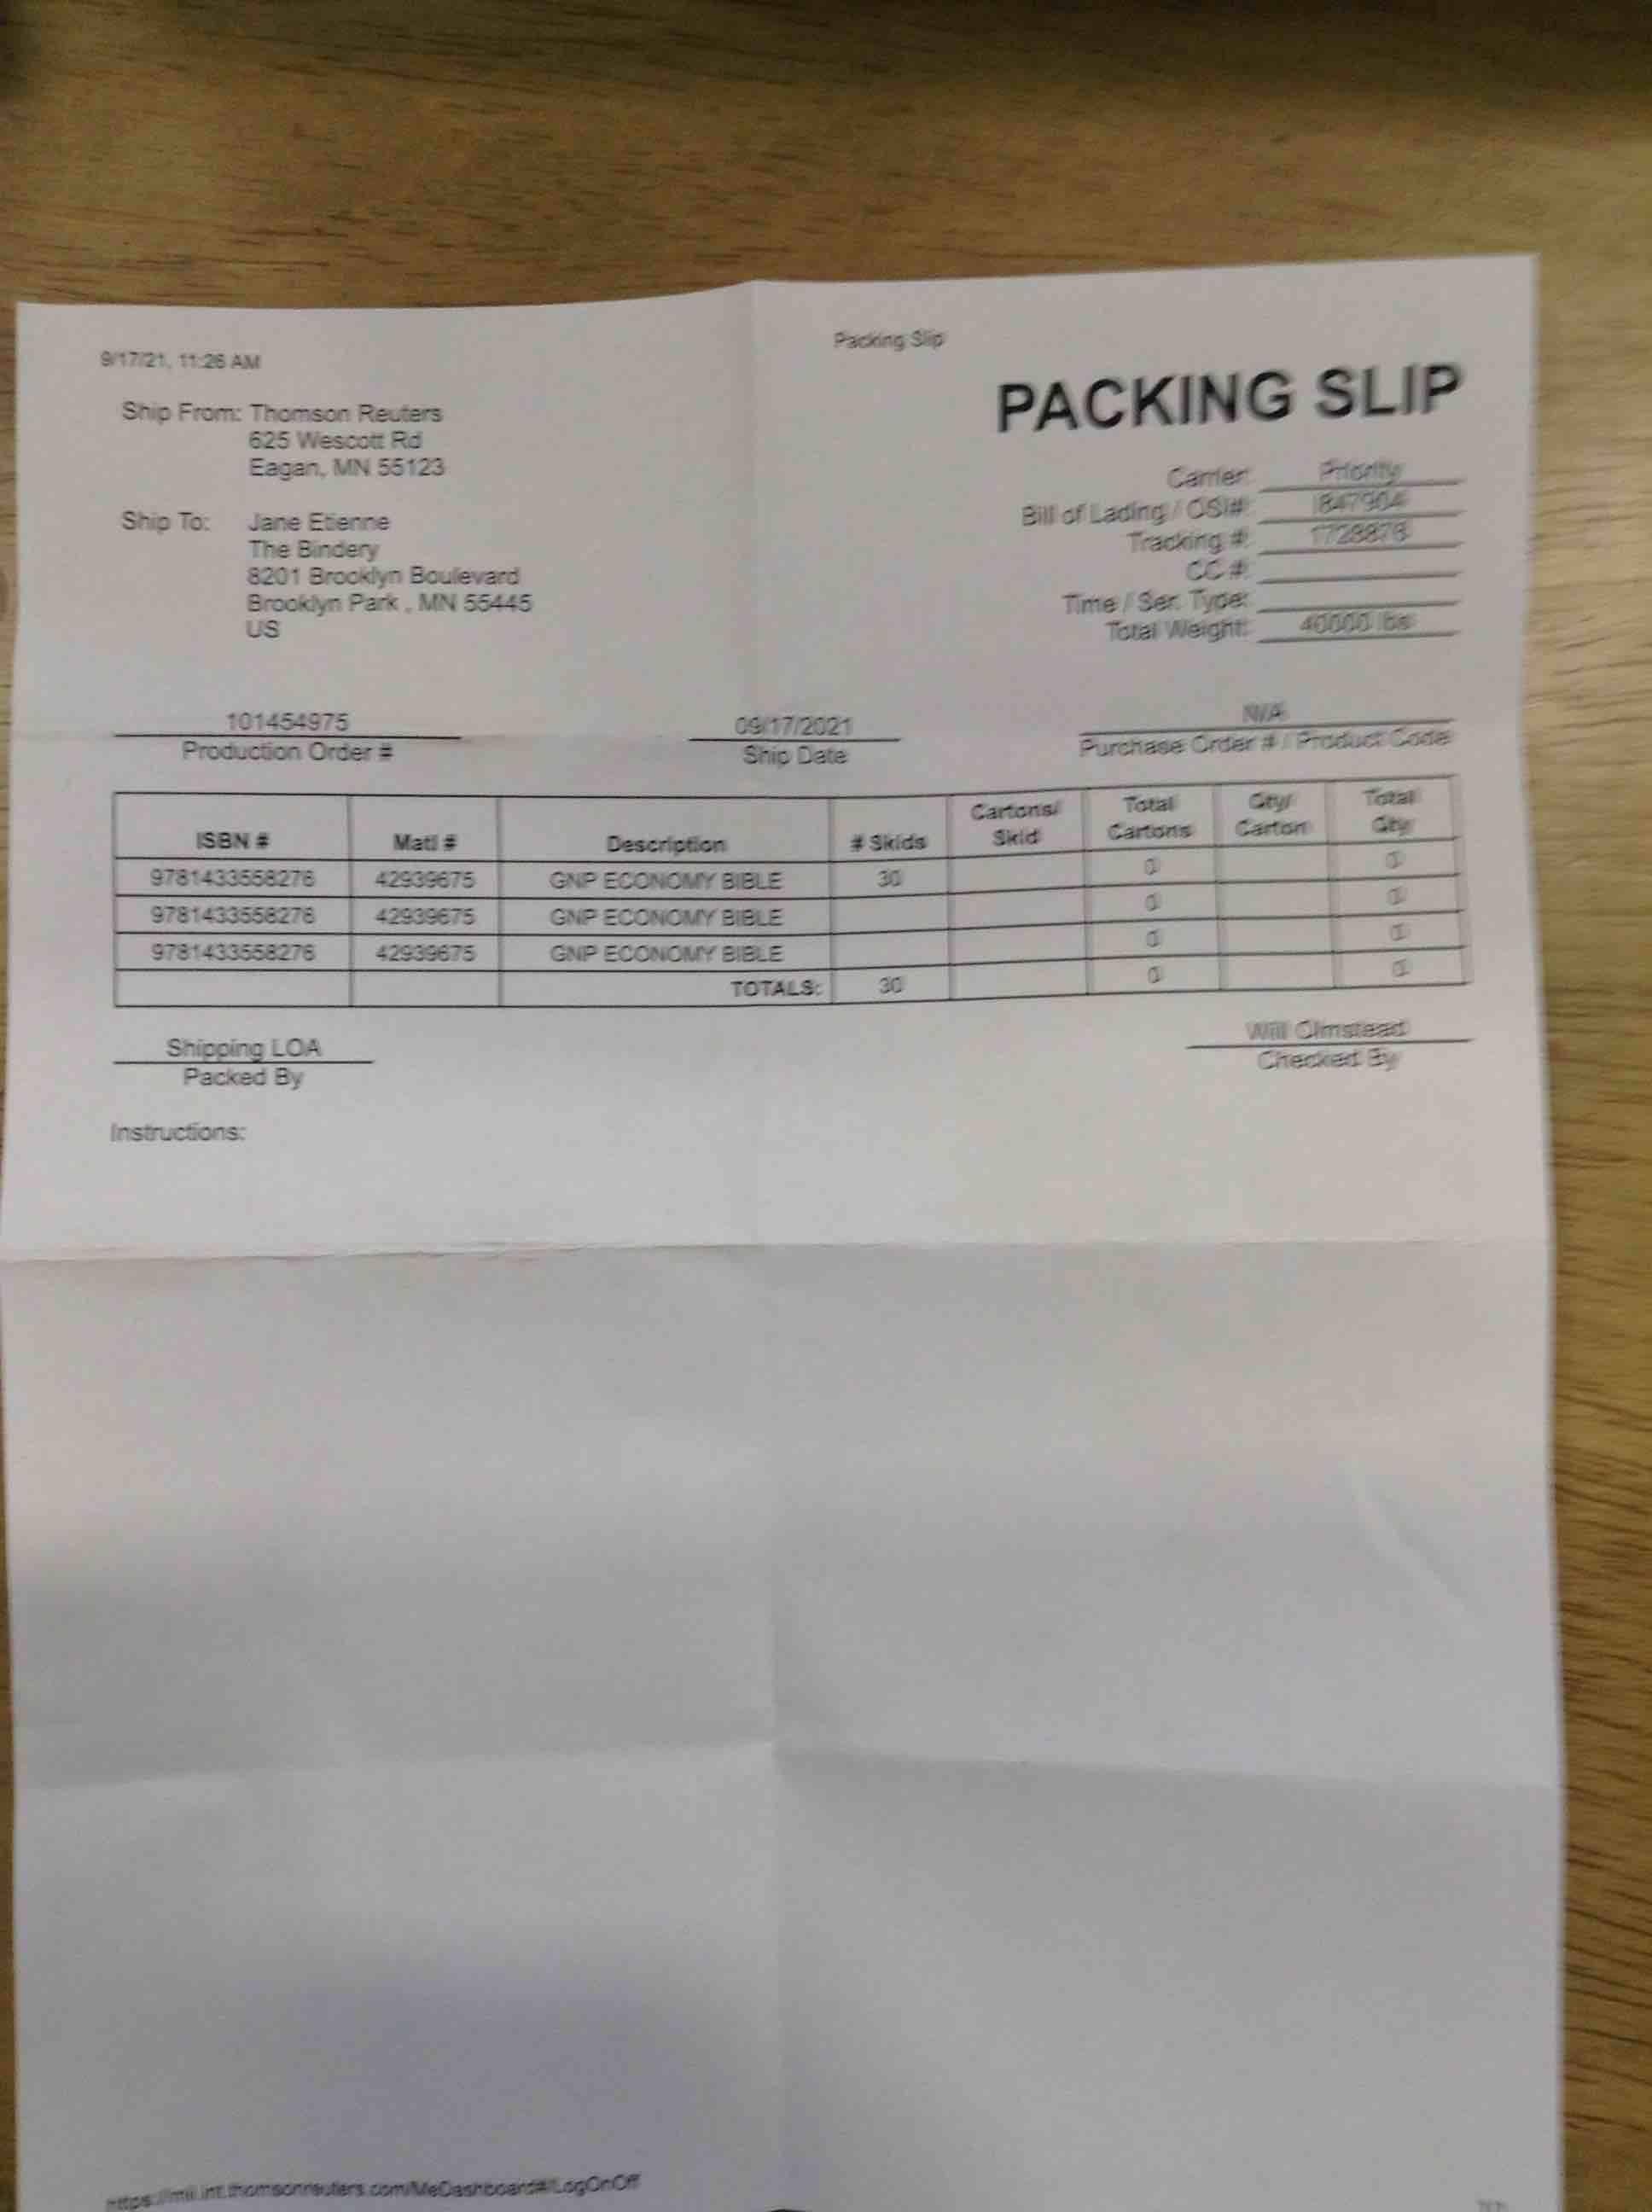 9/17/21, 11:26 AM
Packing Slip
PACKING SLIP
Ship From: Thomson Reuters
625 Wescott Rd
Eagan, MN 55123
Ship To: Jane Etienne
The Bindery
8201 Brooklyn Boulevard
Brooklyn Park , MN 55445
US
Carrier: Priority
Bill of Lading / OSI#: 1847904
Tracking #: 1728876
CC #:
Time / Ser. Type:
Total Weight: 40000 lbs
101454975
Production Order #
09/17/2021
Ship Date
N/A
Purchase Order # / Product Code
ISBN # Matl # Description # Skids Cartons/ Skid Total Cartons Qty/ Carton Total Qty
9781433558276 42939675 GNP ECONOMY BIBLE 30 0 0
9781433558276 42939675 GNP ECONOMY BIBLE 0 0
9781433558276 42939675 GNP ECONOMY BIBLE 0 0
TOTALS: 30 0 0
Shipping LOA
Packed By
Will Olmstead
Checked By
Instructions: